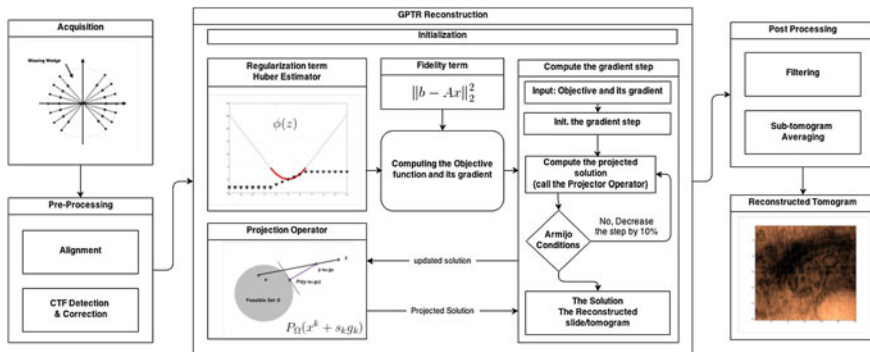 Acquisition
Missing Wedge
Pre-Processing
Alignment
CTF Detection
& Correction
GPTR Reconstruction
Initialization
Regularization term
Huber Estimator
ϕ(z)
Fidelity term
‖b − Ax‖₂²
Computing the Objective
function and its gradient
Projection Operator
Feasible Set
x
y
P_Ω(x^k + s_k g_k)
updated solution
Projected Solution
Compute the gradient step
Input: Objective and its gradient
Init. the gradient step
Compute the projected
solution
(call the Projector Operator)
Armijo
Conditions
No, Decrease
the step by 10%
The Solution
The Reconstructed
slide/tomogram
Post Processing
Filtering
Sub-tomogram
Averaging
Reconstructed Tomogram